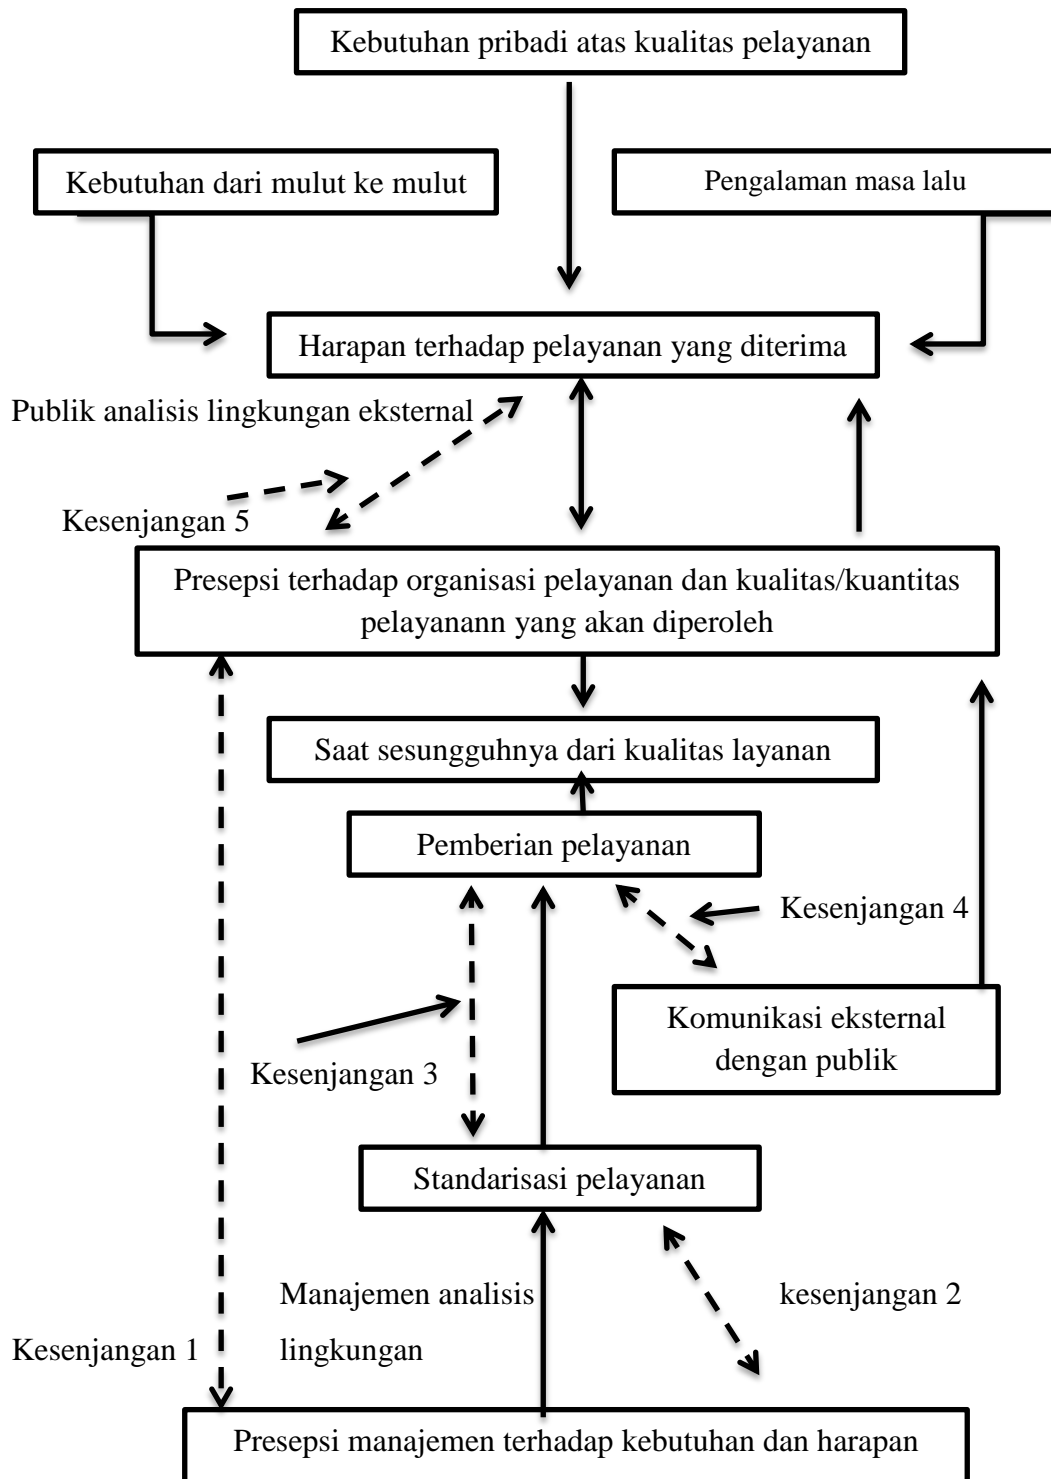 Kebutuhan pribadi atas kualitas pelayanan
Kebutuhan dari mulut ke mulut
Pengalaman masa lalu
Harapan terhadap pelayanan yang diterima
Publik analisis lingkungan eksternal
Kesenjangan 5
Presepsi terhadap organisasi pelayanan dan kualitas/kuantitas
pelayanann yang akan diperoleh
Saat sesungguhnya dari kualitas layanan
Pemberian pelayanan
Kesenjangan 4
Komunikasi eksternal
dengan publik
Kesenjangan 3
Standarisasi pelayanan
Manajemen analisis
lingkungan
kesenjangan 2
Kesenjangan 1
Presepsi manajemen terhadap kebutuhan dan harapan